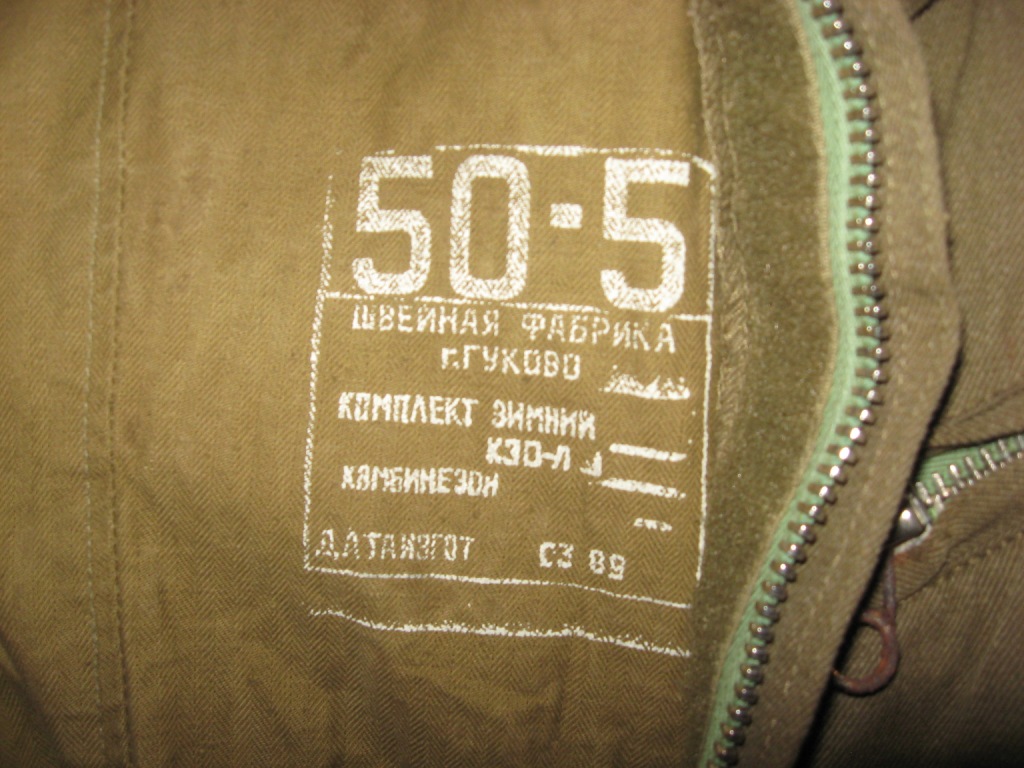 50-5
ШВЕЙНАЯ ФАБРИКА
г.ГУКОВО
КОМПЛЕКТ ЗИМНИЙ
КЗО-Л
КОМБИНЕЗОН
ДАТА ИЗГОТ СЗ 89